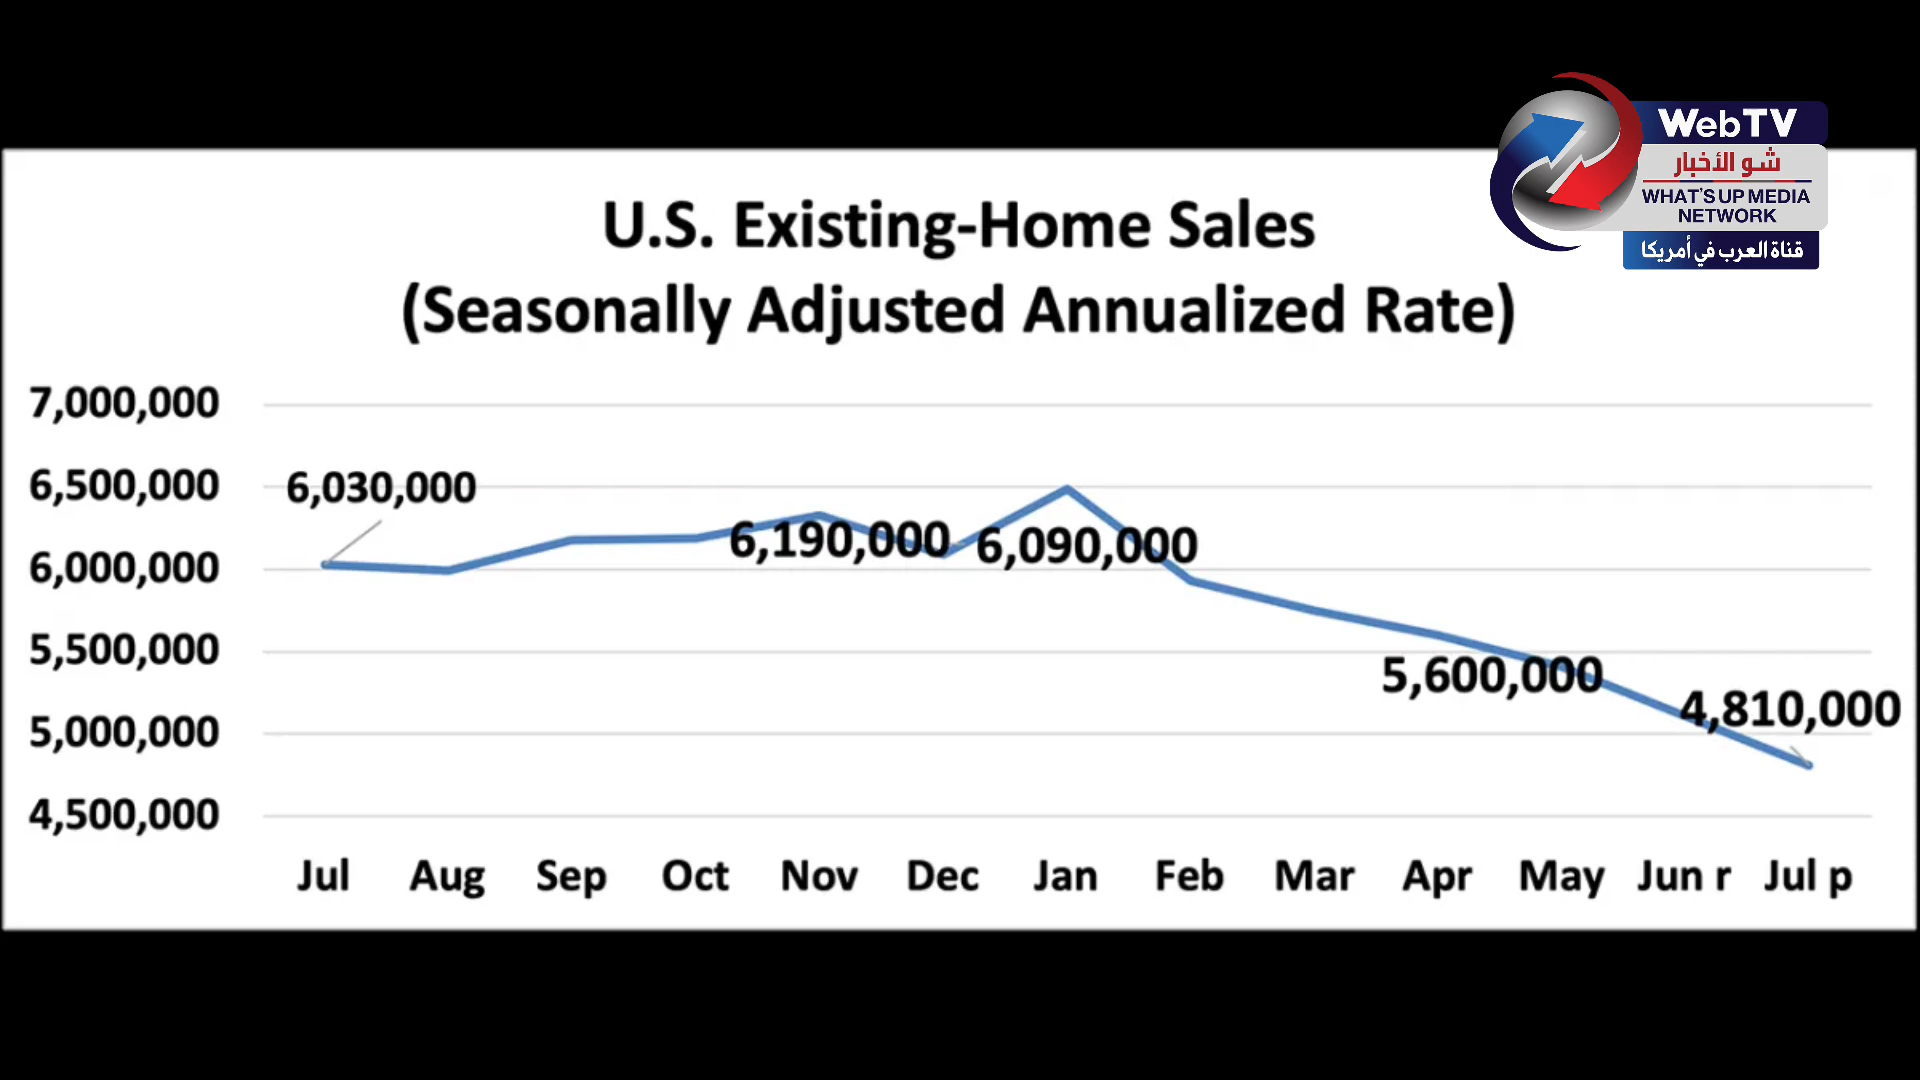 WebTV
شو الأخبار
WHAT'S UP MEDIA
NETWORK
قناة العرب في أمريكا
U.S. Existing-Home Sales
(Seasonally Adjusted Annualized Rate)
7,000,000
6,500,000
6,000,000
5,500,000
5,000,000
4,500,000
6,030,000
6,190,000
6,090,000
5,600,000
4,810,000
Jul Aug Sep Oct Nov Dec Jan Feb Mar Apr May Jun r Jul p